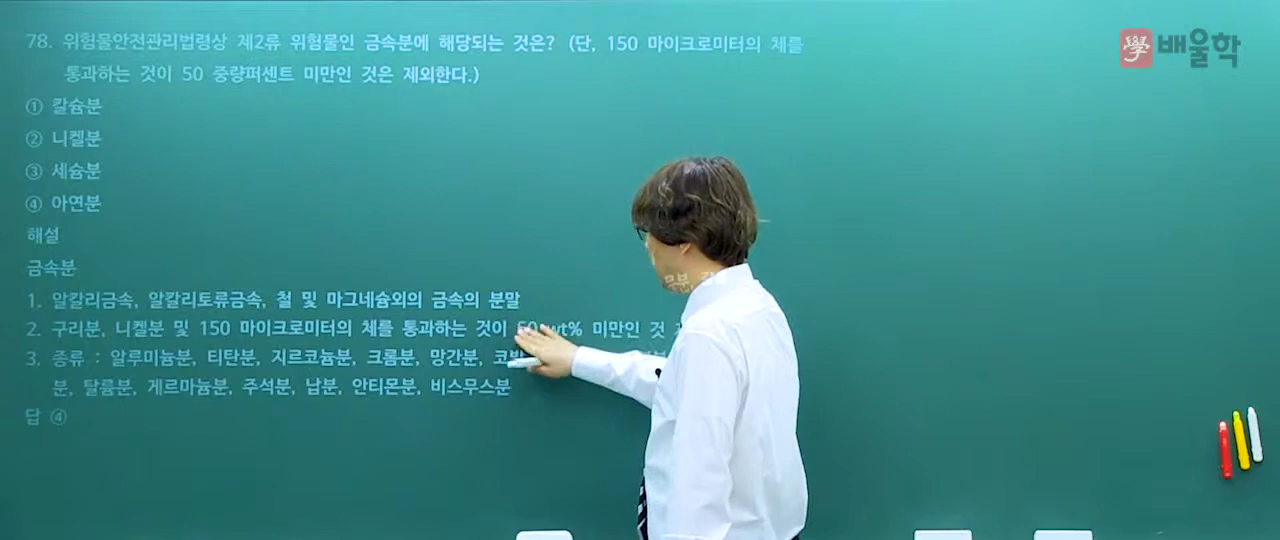 78. 위험물안전관리법령상 제2류 위험물인 금속분에 해당되는 것은? (단, 150 마이크로미터의 체를
통과하는 것이 50 중량퍼센트 미만인 것은 제외한다.)
① 칼슘분
② 니켈분
③ 세슘분
④ 아연분
해설
금속분
1. 알칼리금속, 알칼리토류금속, 철 및 마그네슘외의 금속의 분말
2. 구리분, 니켈분 및 150 마이크로미터의 체를 통과하는 것이 50 wt% 미만인 것
3. 종류 : 알루미늄분, 티탄분, 지르코늄분, 크롬분, 망간분,
분, 탈륨분, 게르마늄분, 주석분, 납분, 안티몬분, 비스무스분
답 ④
學 배울학